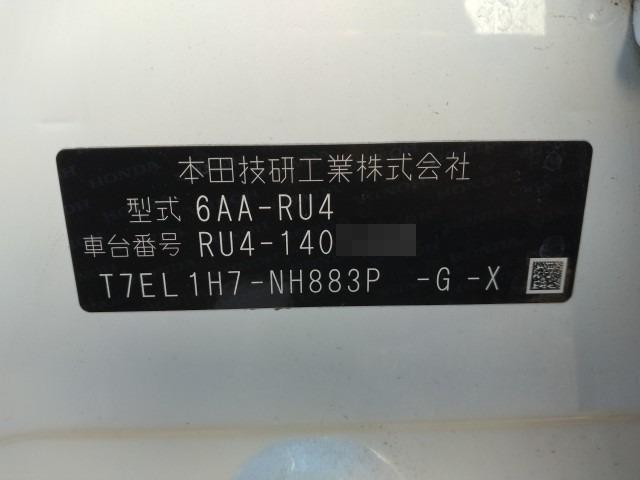 本田技研工業株式会社
型式 6AA-RU4
車台番号 RU4-140
T7EL1H7-NH883P -G -X